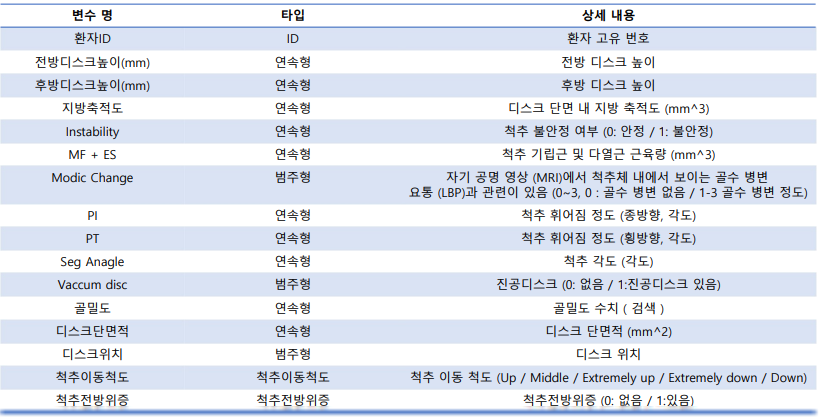 변수 명 타입 상세 내용
환자ID ID 환자 고유 번호
전방디스크높이(mm) 연속형 전방 디스크 높이
후방디스크높이(mm) 연속형 후방 디스크 높이
지방축적도 연속형 디스크 단면 내 지방 축적도 (mm^3)
Instability 연속형 척추 불안정 여부 (0: 안정 / 1: 불안정)
MF + ES 연속형 척추 기립근 및 다열근 근육량 (mm^3)
Modic Change 범주형 자기 공명 영상 (MRI)에서 척추체 내에서 보이는 골수 병변
요통 (LBP)과 관련이 있음 (0~3, 0 : 골수 병변 없음 / 1-3 골수 병변 정도)
PI 연속형 척추 휘어짐 정도 (종방향, 각도)
PT 연속형 척추 휘어짐 정도 (횡방향, 각도)
Seg Anagle 연속형 척추 각도 (각도)
Vaccum disc 범주형 진공디스크 (0: 없음 / 1:진공디스크 있음)
골밀도 연속형 골밀도 수치 ( 검색 )
디스크단면적 연속형 디스크 단면적 (mm^2)
디스크위치 범주형 디스크 위치
척추이동척도 척추이동척도 척추 이동 척도 (Up / Middle / Extremely up / Extremely down / Down)
척추전방위증 척추전방위증 척추전방위증 (0: 없음 / 1:있음)